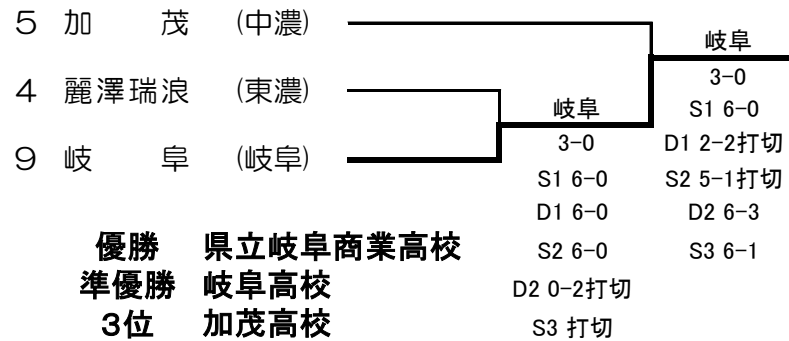 5 加 茂 (中濃)
4 麗澤瑞浪 (東濃)
9 岐 阜 (岐阜)
岐阜
3-0
S1 6-0
D1 6-0
S2 6-0
D2 0-2打切
S3 打切
岐阜
3-0
S1 6-0
D1 2-2打切
S2 5-1打切
D2 6-3
S3 6-1
優勝 県立岐阜商業高校
準優勝 岐阜高校
3位 加茂高校